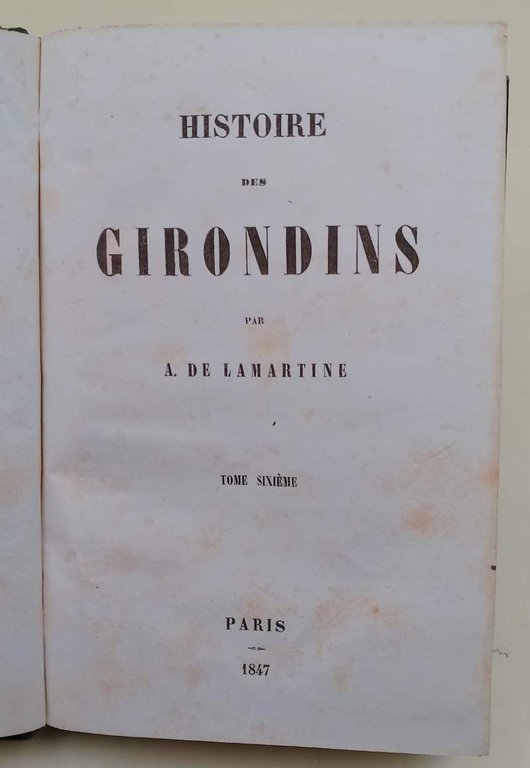 HISTOIRE
DES
GIRONDINS
PAR
A. DE LAMARTINE
TOME SIXIÈME
PARIS
1847